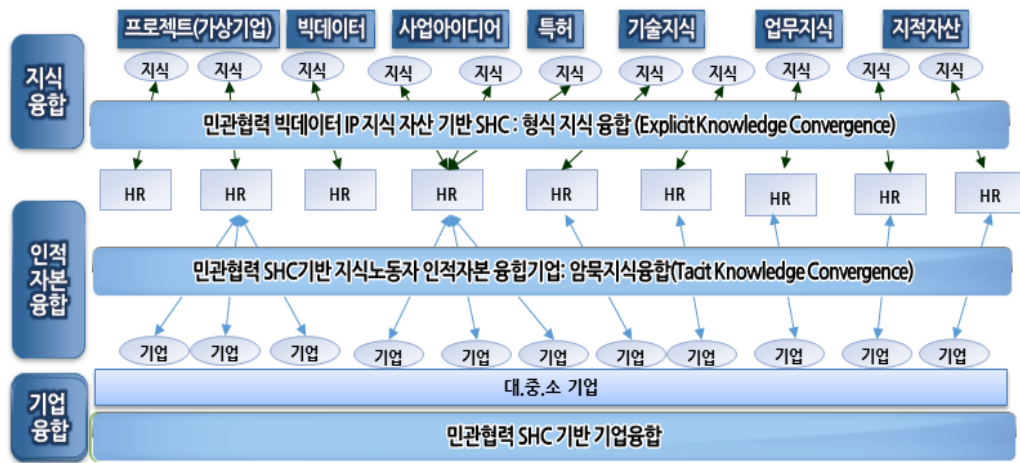 프로젝트(가상기업) 빅데이터 사업아이디어 특허 기술지식 업무지식 지적자산
지식 지식 지식 지식 지식 지식 지식 지식 지식 지식 지식
지식
융합
민관협력 빅데이터 IP 지식 자산 기반 SHC : 형식 지식 융합 (Explicit Knowledge Convergence)
HR HR HR HR HR HR HR HR HR
인적
자본
융합
민관협력 SHC기반 지식노동자 인적자본 융힙기업: 암묵지식융합(Tacit Knowledge Convergence)
기업 기업 기업 기업 기업 기업 기업 기업 기업 기업 기업
기업
융합
대.중.소 기업
민관협력 SHC 기반 기업융합